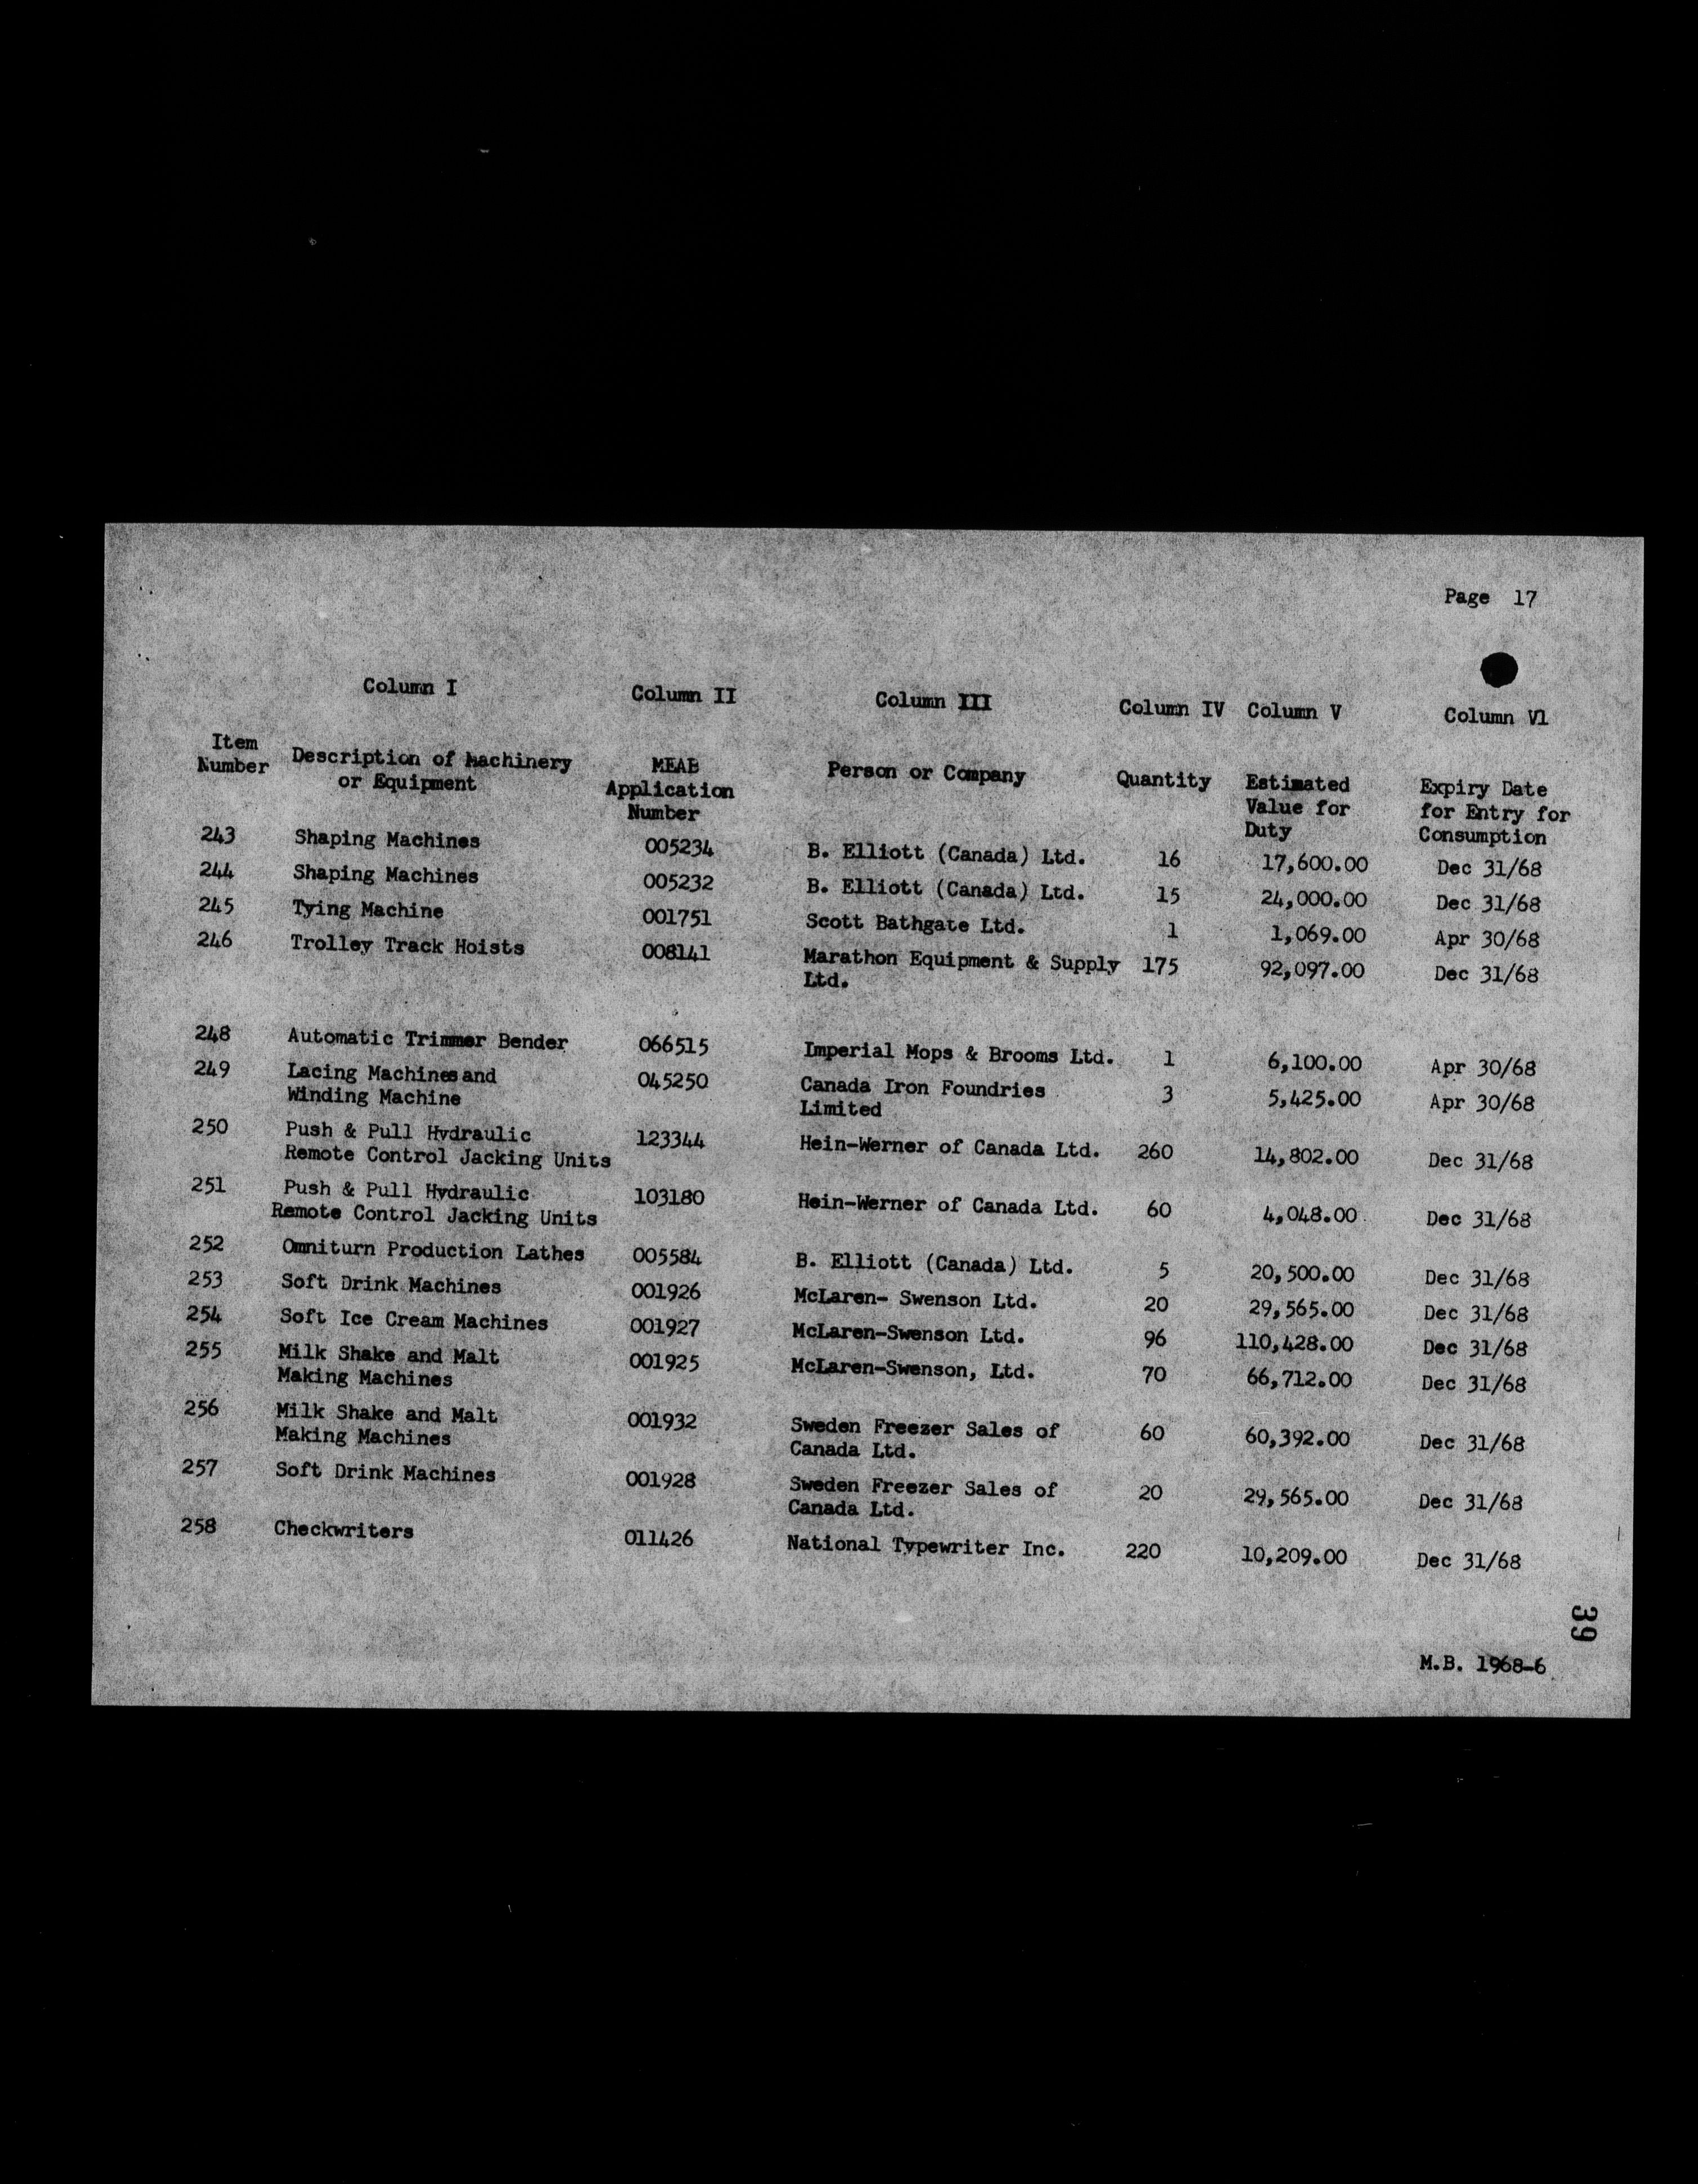 Page 17
Column I Column II Column III Column IV Column V Column VI
Item Number Description of Machinery or Equipment MEAB Application Number Person or Company Quantity Estimated Value for Duty Expiry Date for Entry for Consumption
243 Shaping Machines 005234 B. Elliott (Canada) Ltd. 16 17,600.00 Dec 31/68
244 Shaping Machines 005232 B. Elliott (Canada) Ltd. 15 24,000.00 Dec 31/68
245 Tying Machine 001751 Scott Bathgate Ltd. 1 1,069.00 Apr 30/68
246 Trolley Track Hoists 008141 Marathon Equipment & Supply 175 92,097.00 Dec 31/68
Ltd.
248 Automatic Trimmer Bender 066515 Imperial Mops & Brooms Ltd. 1 6,100.00 Apr 30/68
249 Lacing Machines and 045250 Canada Iron Foundries 3 5,425.00 Apr 30/68
Winding Machine Limited
250 Push & Pull Hydraulic 123344 Hein-Werner of Canada Ltd. 260 14,802.00 Dec 31/68
Remote Control Jacking Units
251 Push & Pull Hydraulic 103180 Hein-Werner of Canada Ltd. 60 4,048.00 Dec 31/68
Remote Control Jacking Units
252 Omniturn Production Lathes 005584 B. Elliott (Canada) Ltd. 5 20,500.00 Dec 31/68
253 Soft Drink Machines 001926 McLaren- Swenson Ltd. 20 29,565.00 Dec 31/68
254 Soft Ice Cream Machines 001927 McLaren-Swenson Ltd. 96 110,428.00 Dec 31/68
255 Milk Shake and Malt 001925 McLaren-Swenson, Ltd. 70 66,712.00 Dec 31/68
Making Machines
256 Milk Shake and Malt 001932 Sweden Freezer Sales of 60 60,392.00 Dec 31/68
Making Machines Canada Ltd.
257 Soft Drink Machines 001928 Sweden Freezer Sales of 20 29,565.00 Dec 31/68
Canada Ltd.
258 Checkwriters 011426 National Typewriter Inc. 220 10,209.00 Dec 31/68
39
M.B. 1968-6